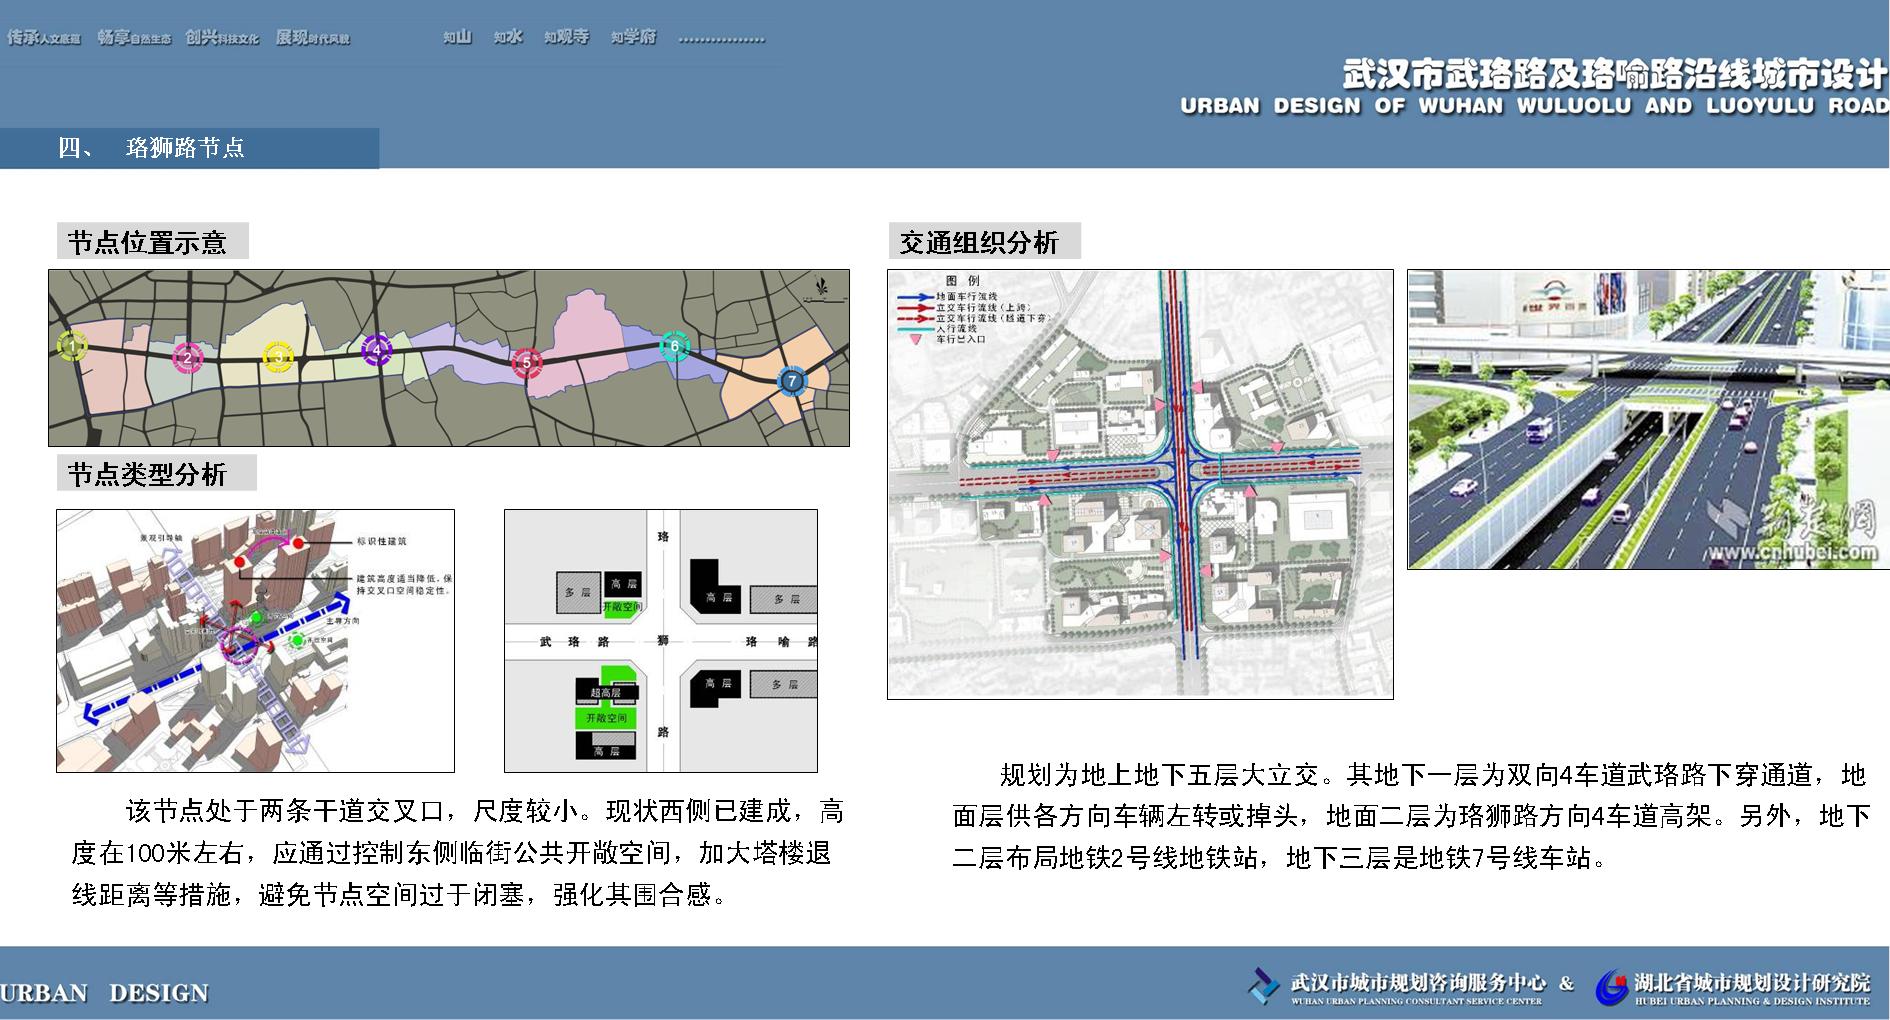 传承人文底蕴 畅享自然生态 创兴科技文化 展现时代风貌 知山 知水 知观寺 知学府 ................
武汉市武珞路及珞喻路沿线城市设计
URBAN DESIGN OF WUHAN WULUOLU AND LUOYULU ROAD
四、 珞狮路节点
节点位置示意
1
2
3
4
5
6
7
节点类型分析
景观引导轴
标识性建筑
建筑高度适当降低，保
持交叉口空间稳定性。
主导方向
开敞空间
珞
多 层
高 层
开敞空间
高 层
多 层
武 珞 路 狮 珞 喻 路
超高层
高 层
多 层
开敞空间
路
高 层
该节点处于两条干道交叉口，尺度较小。现状西侧已建成，高
度在100米左右，应通过控制东侧临街公共开敞空间，加大塔楼退
线距离等措施，避免节点空间过于闭塞，强化其围合感。
交通组织分析
图 例
地面车行流线
立交车行流线（上跨）
立交车行流线（隧道下穿）
人行流线
车行出入口
世界百货
www.cnhubei.com
规划为地上地下五层大立交。其地下一层为双向4车道武珞路下穿通道，地
面层供各方向车辆左转或掉头，地面二层为珞狮路方向4车道高架。另外，地下
二层布局地铁2号线地铁站，地下三层是地铁7号线车站。
URBAN DESIGN
武汉市城市规划咨询服务中心 & 湖北省城市规划设计研究院
WUHAN URBAN PLANNING CONSULTANT SERVICE CENTER HUBEI URBAN PLANNING & DESIGN INSTITUTE